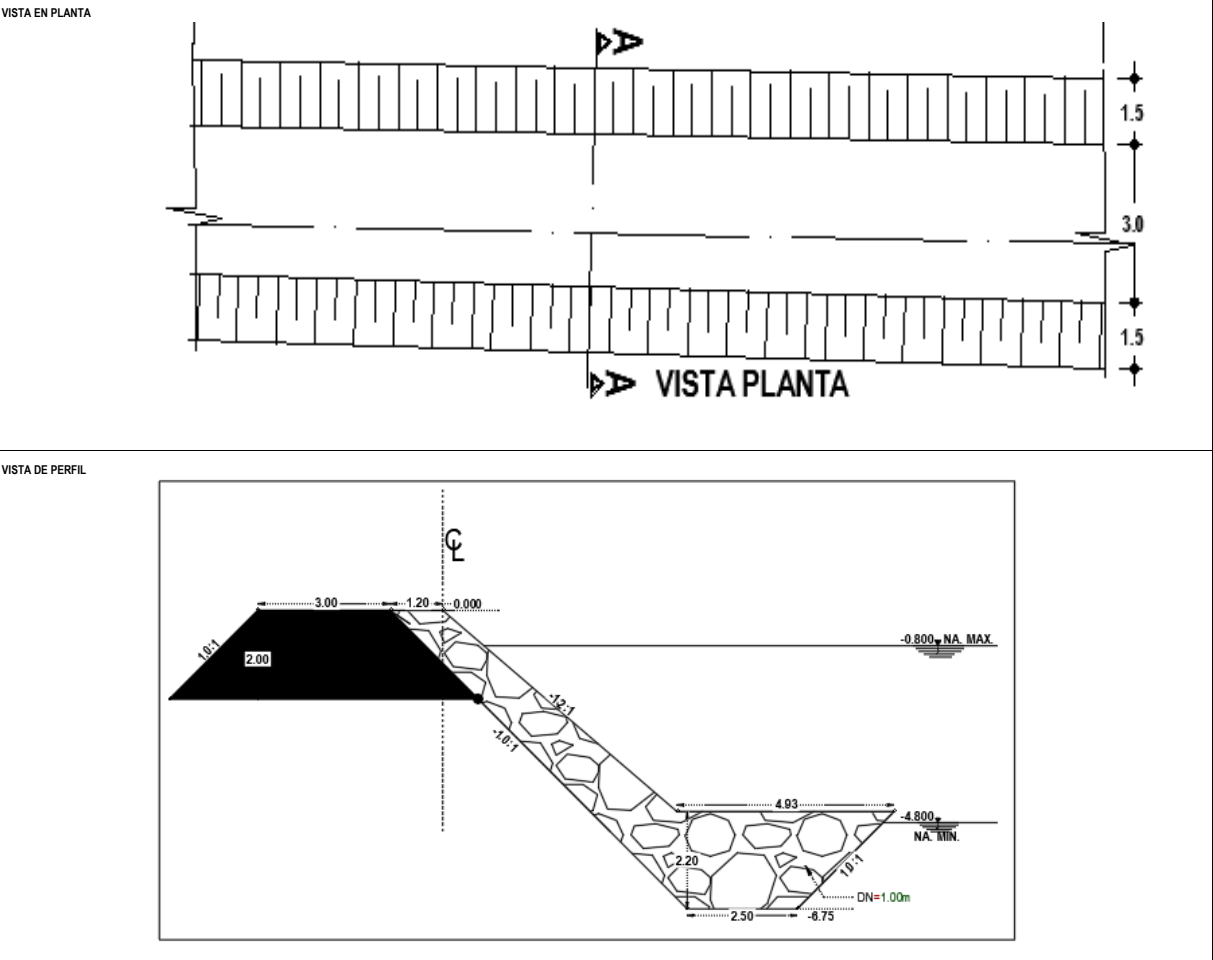 VISTA EN PLANTA
A
1.5
3.0
1.5
A
VISTA PLANTA
VISTA DE PERFIL
CL
3.00
1.20
0.000
1.0:1
2.00
-0.800
NA. MAX.
-1.2:1
-1.0:1
4.93
-4.800
NA. MIN.
2.20
1.0:1
DN=1.00m
2.50
-6.75